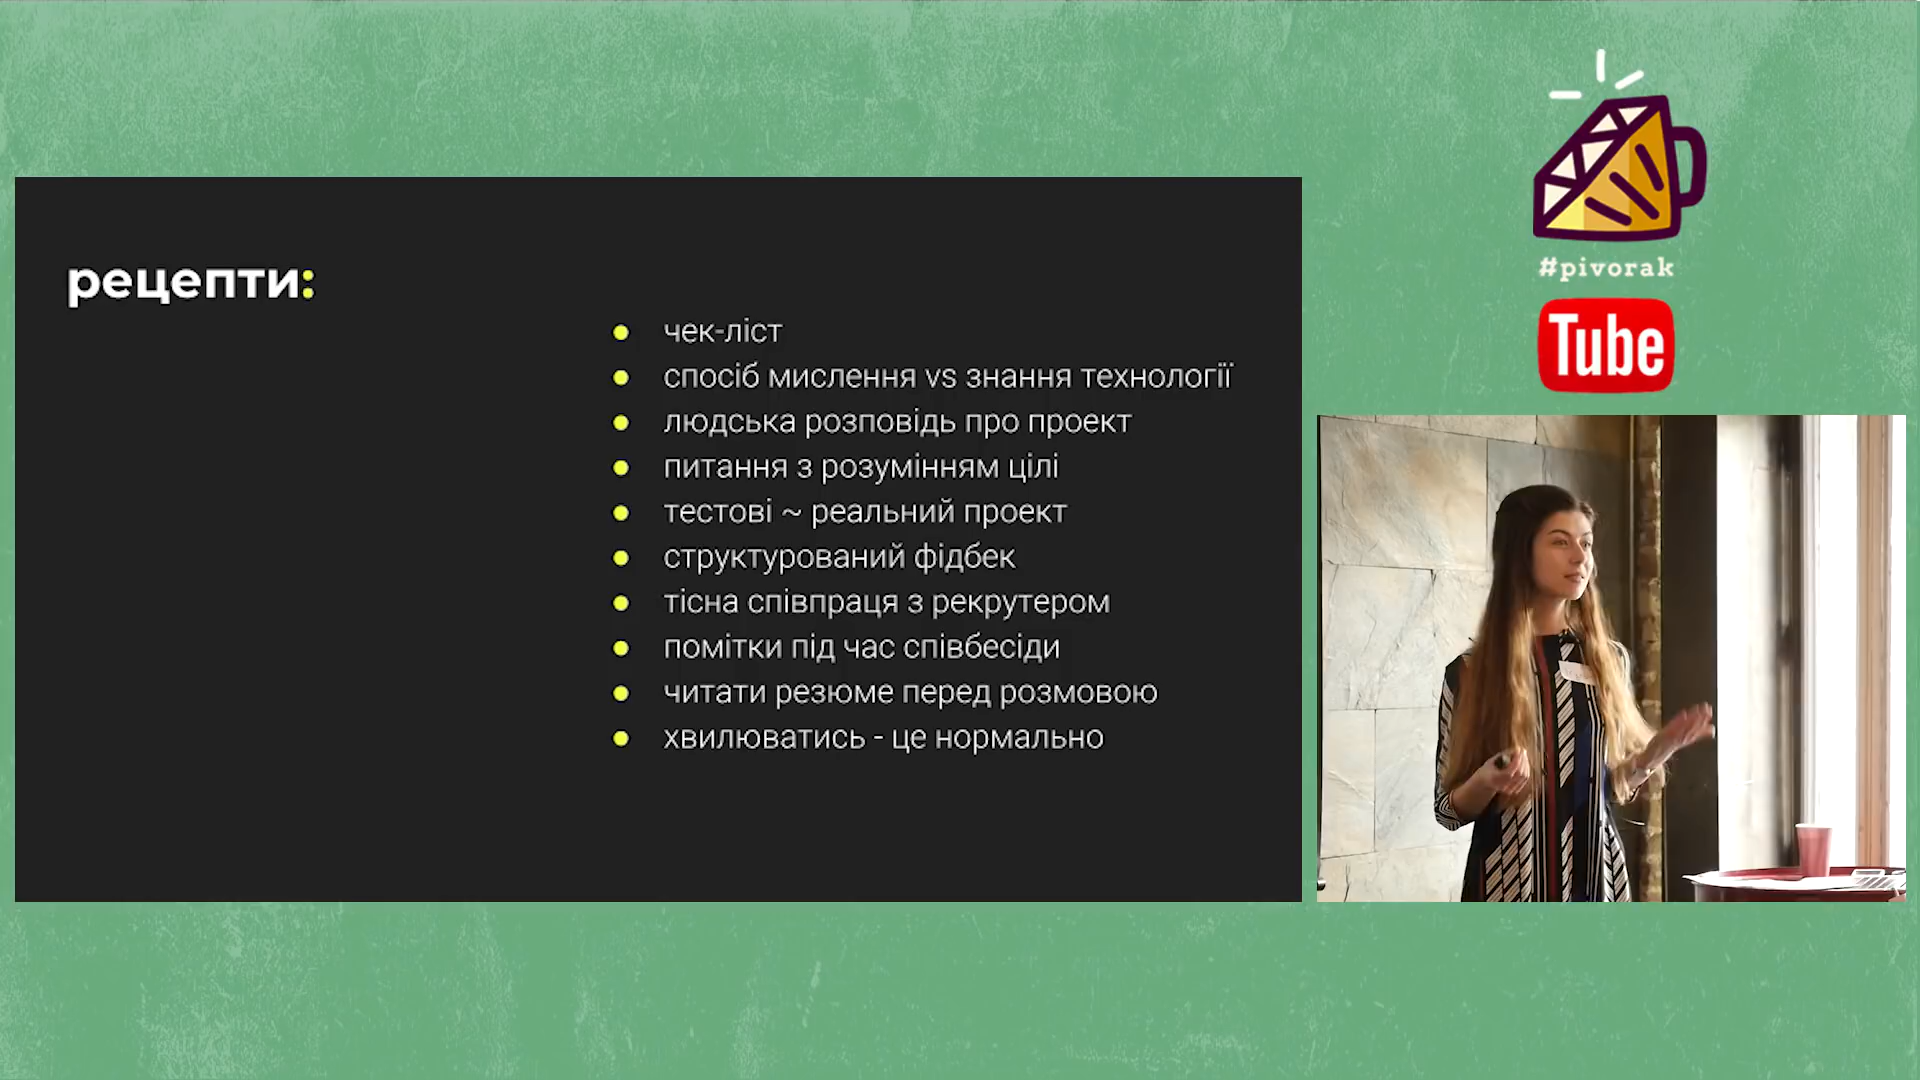 рецепти:
чек-ліст
спосіб мислення vs знання технології
людська розповідь про проект
питання з розумінням цілі
тестові ~ реальний проект
структурований фідбек
тісна співпраця з рекрутером
помітки під час співбесіди
читати резюме перед розмовою
хвилюватись - це нормально
#pivorak
Tube